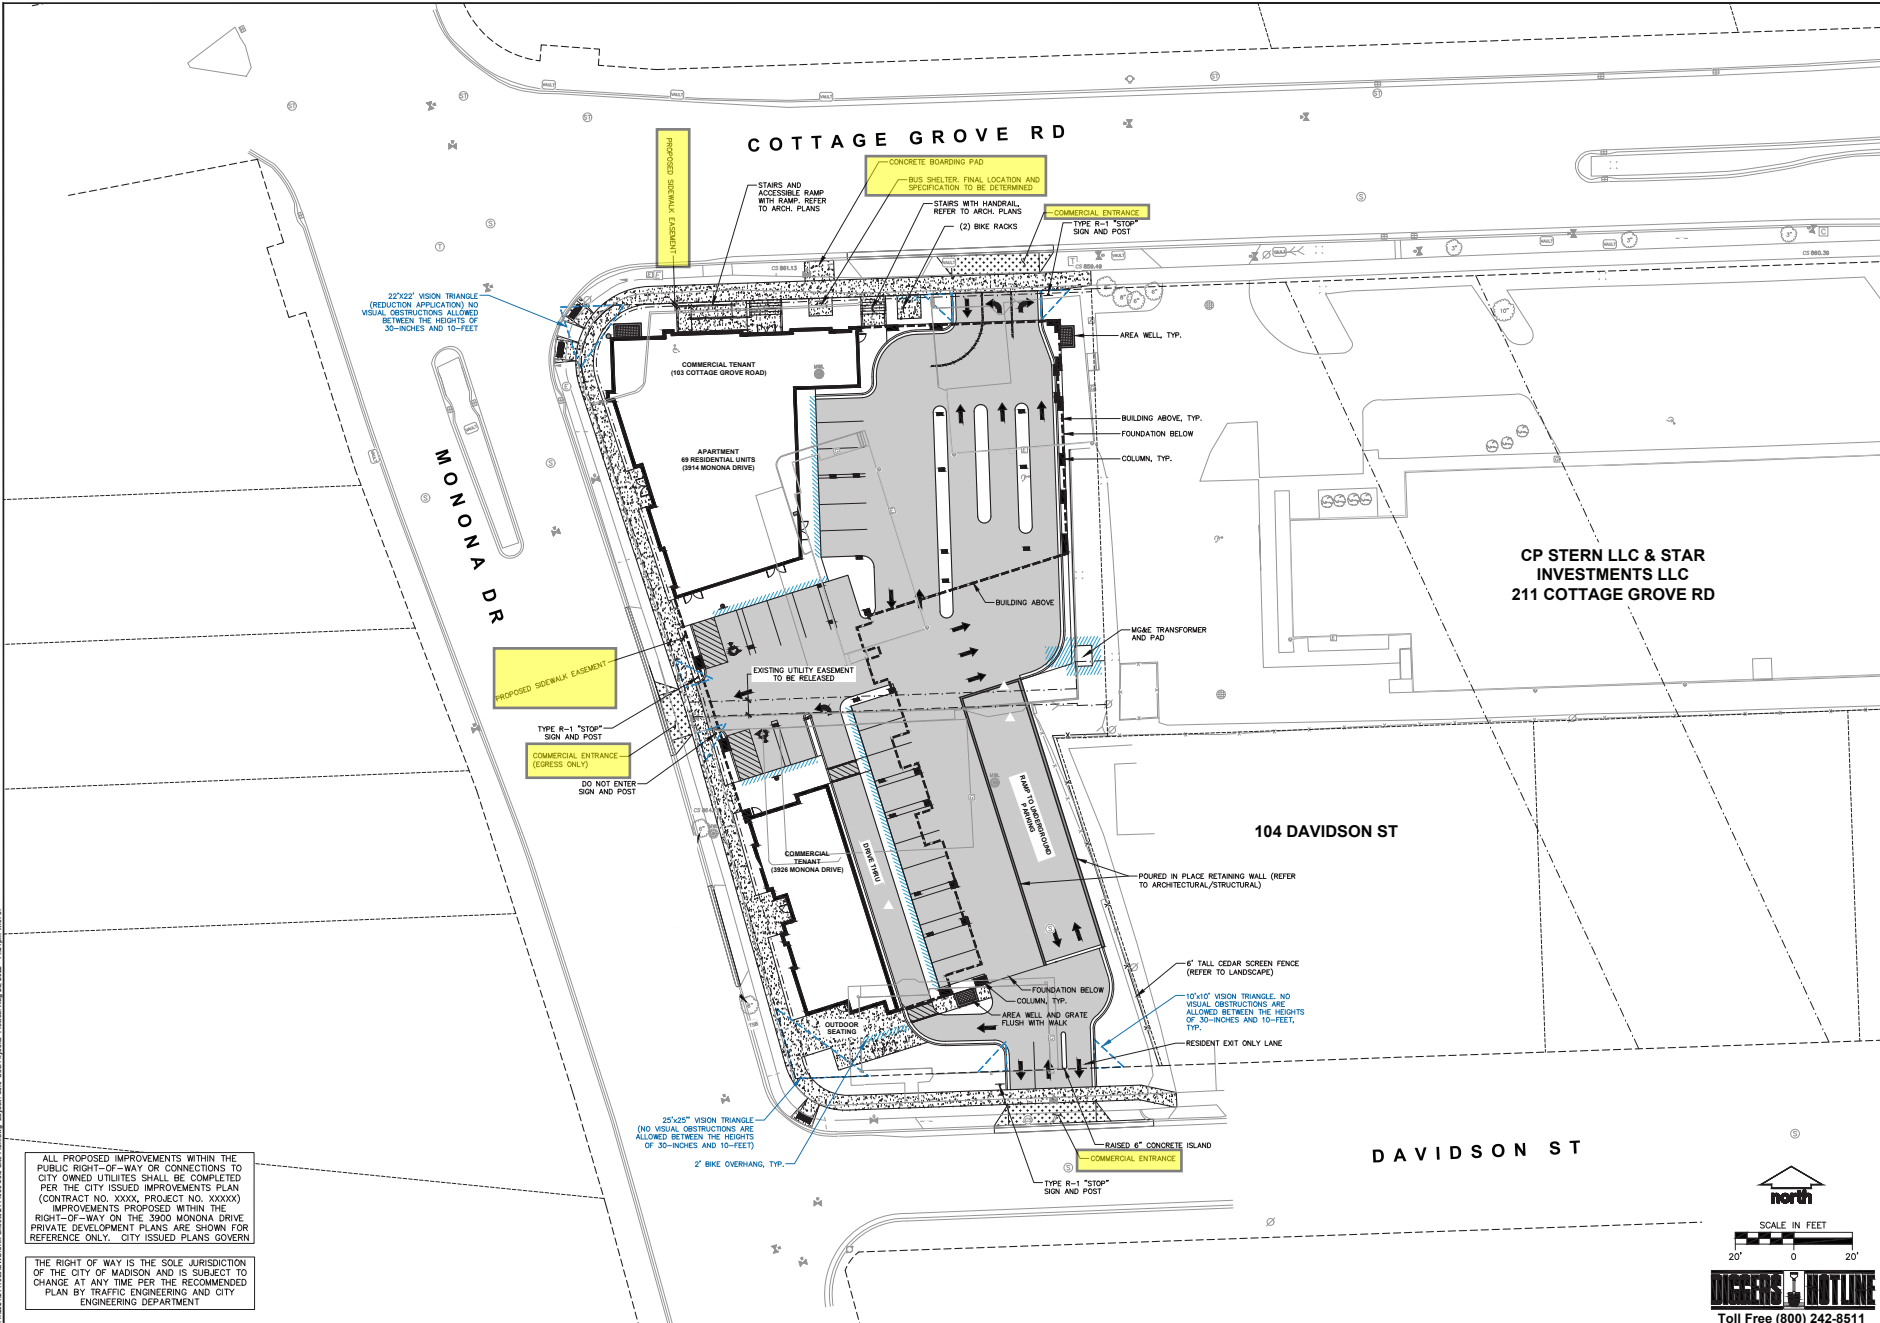 COTTAGE GROVE RD
PROPOSED SIDEWALK EASEMENT
CONCRETE BOARDING PAD
BUS SHELTER. FINAL LOCATION AND
SPECIFICATION TO BE DETERMINED
STAIRS AND
ACCESSIBLE RAMP
WITH RAMP. REFER
TO ARCH. PLANS
STAIRS WITH HANDRAIL,
REFER TO ARCH. PLANS
(2) BIKE RACKS
COMMERCIAL ENTRANCE
TYPE R-1 "STOP"
SIGN AND POST
CS 861.13
CS 859.49
CS 860.39
22'X22' VISION TRIANGLE
(REDUCTION APPLICATION) NO
VISUAL OBSTRUCTIONS ALLOWED
BETWEEN THE HEIGHTS OF
30-INCHES AND 10-FEET
AREA WELL, TYP.
COMMERCIAL TENANT
(103 COTTAGE GROVE ROAD)
BUILDING ABOVE, TYP.
FOUNDATION BELOW
COLUMN, TYP.
APARTMENT
69 RESIDENTIAL UNITS
(3914 MONONA DRIVE)
MONONA DR
CP STERN LLC & STAR
INVESTMENTS LLC
211 COTTAGE GROVE RD
BUILDING ABOVE
MG&E TRANSFORMER
AND PAD
EXISTING UTILITY EASEMENT
TO BE RELEASED
PROPOSED SIDEWALK EASEMENT
TYPE R-1 "STOP"
SIGN AND POST
COMMERCIAL ENTRANCE
(EGRESS ONLY)
DO NOT ENTER
SIGN AND POST
RAMP TO UNDERGROUND
PARKING
104 DAVIDSON ST
COMMERCIAL
TENANT
(3926 MONONA DRIVE)
DRIVE THRU
POURED IN PLACE RETAINING WALL (REFER
TO ARCHITECTURAL/STRUCTURAL)
6' TALL CEDAR SCREEN FENCE
(REFER TO LANDSCAPE)
FOUNDATION BELOW
COLUMN, TYP.
AREA WELL AND GRATE
FLUSH WITH WALK
10'x10' VISION TRIANGLE. NO
VISUAL OBSTRUCTIONS ARE
ALLOWED BETWEEN THE HEIGHTS
OF 30-INCHES AND 10-FEET,
TYP.
OUTDOOR
SEATING
RESIDENT EXIT ONLY LANE
25'x25" VISION TRIANGLE
(NO VISUAL OBSTRUCTIONS ARE
ALLOWED BETWEEN THE HEIGHTS
OF 30-INCHES AND 10-FEET)
2' BIKE OVERHANG, TYP.
RAISED 6" CONCRETE ISLAND
COMMERCIAL ENTRANCE
TYPE R-1 "STOP"
SIGN AND POST
DAVIDSON ST
ALL PROPOSED IMPROVEMENTS WITHIN THE
PUBLIC RIGHT-OF-WAY OR CONNECTIONS TO
CITY OWNED UTILIITES SHALL BE COMPLETED
PER THE CITY ISSUED IMPROVEMENTS PLAN
(CONTRACT NO. XXXX, PROJECT NO. XXXXX)
IMPROVEMENTS PROPOSED WITHIN THE
RIGHT-OF-WAY ON THE 3900 MONONA DRIVE
PRIVATE DEVELOPMENT PLANS ARE SHOWN FOR
REFERENCE ONLY. CITY ISSUED PLANS GOVERN
THE RIGHT OF WAY IS THE SOLE JURISDICTION
OF THE CITY OF MADISON AND IS SUBJECT TO
CHANGE AT ANY TIME PER THE RECOMMENDED
PLAN BY TRAFFIC ENGINEERING AND CITY
ENGINEERING DEPARTMENT
north
SCALE IN FEET
20' 0 20'
DIGGERS HOTLINE
Toll Free (800) 242-8511